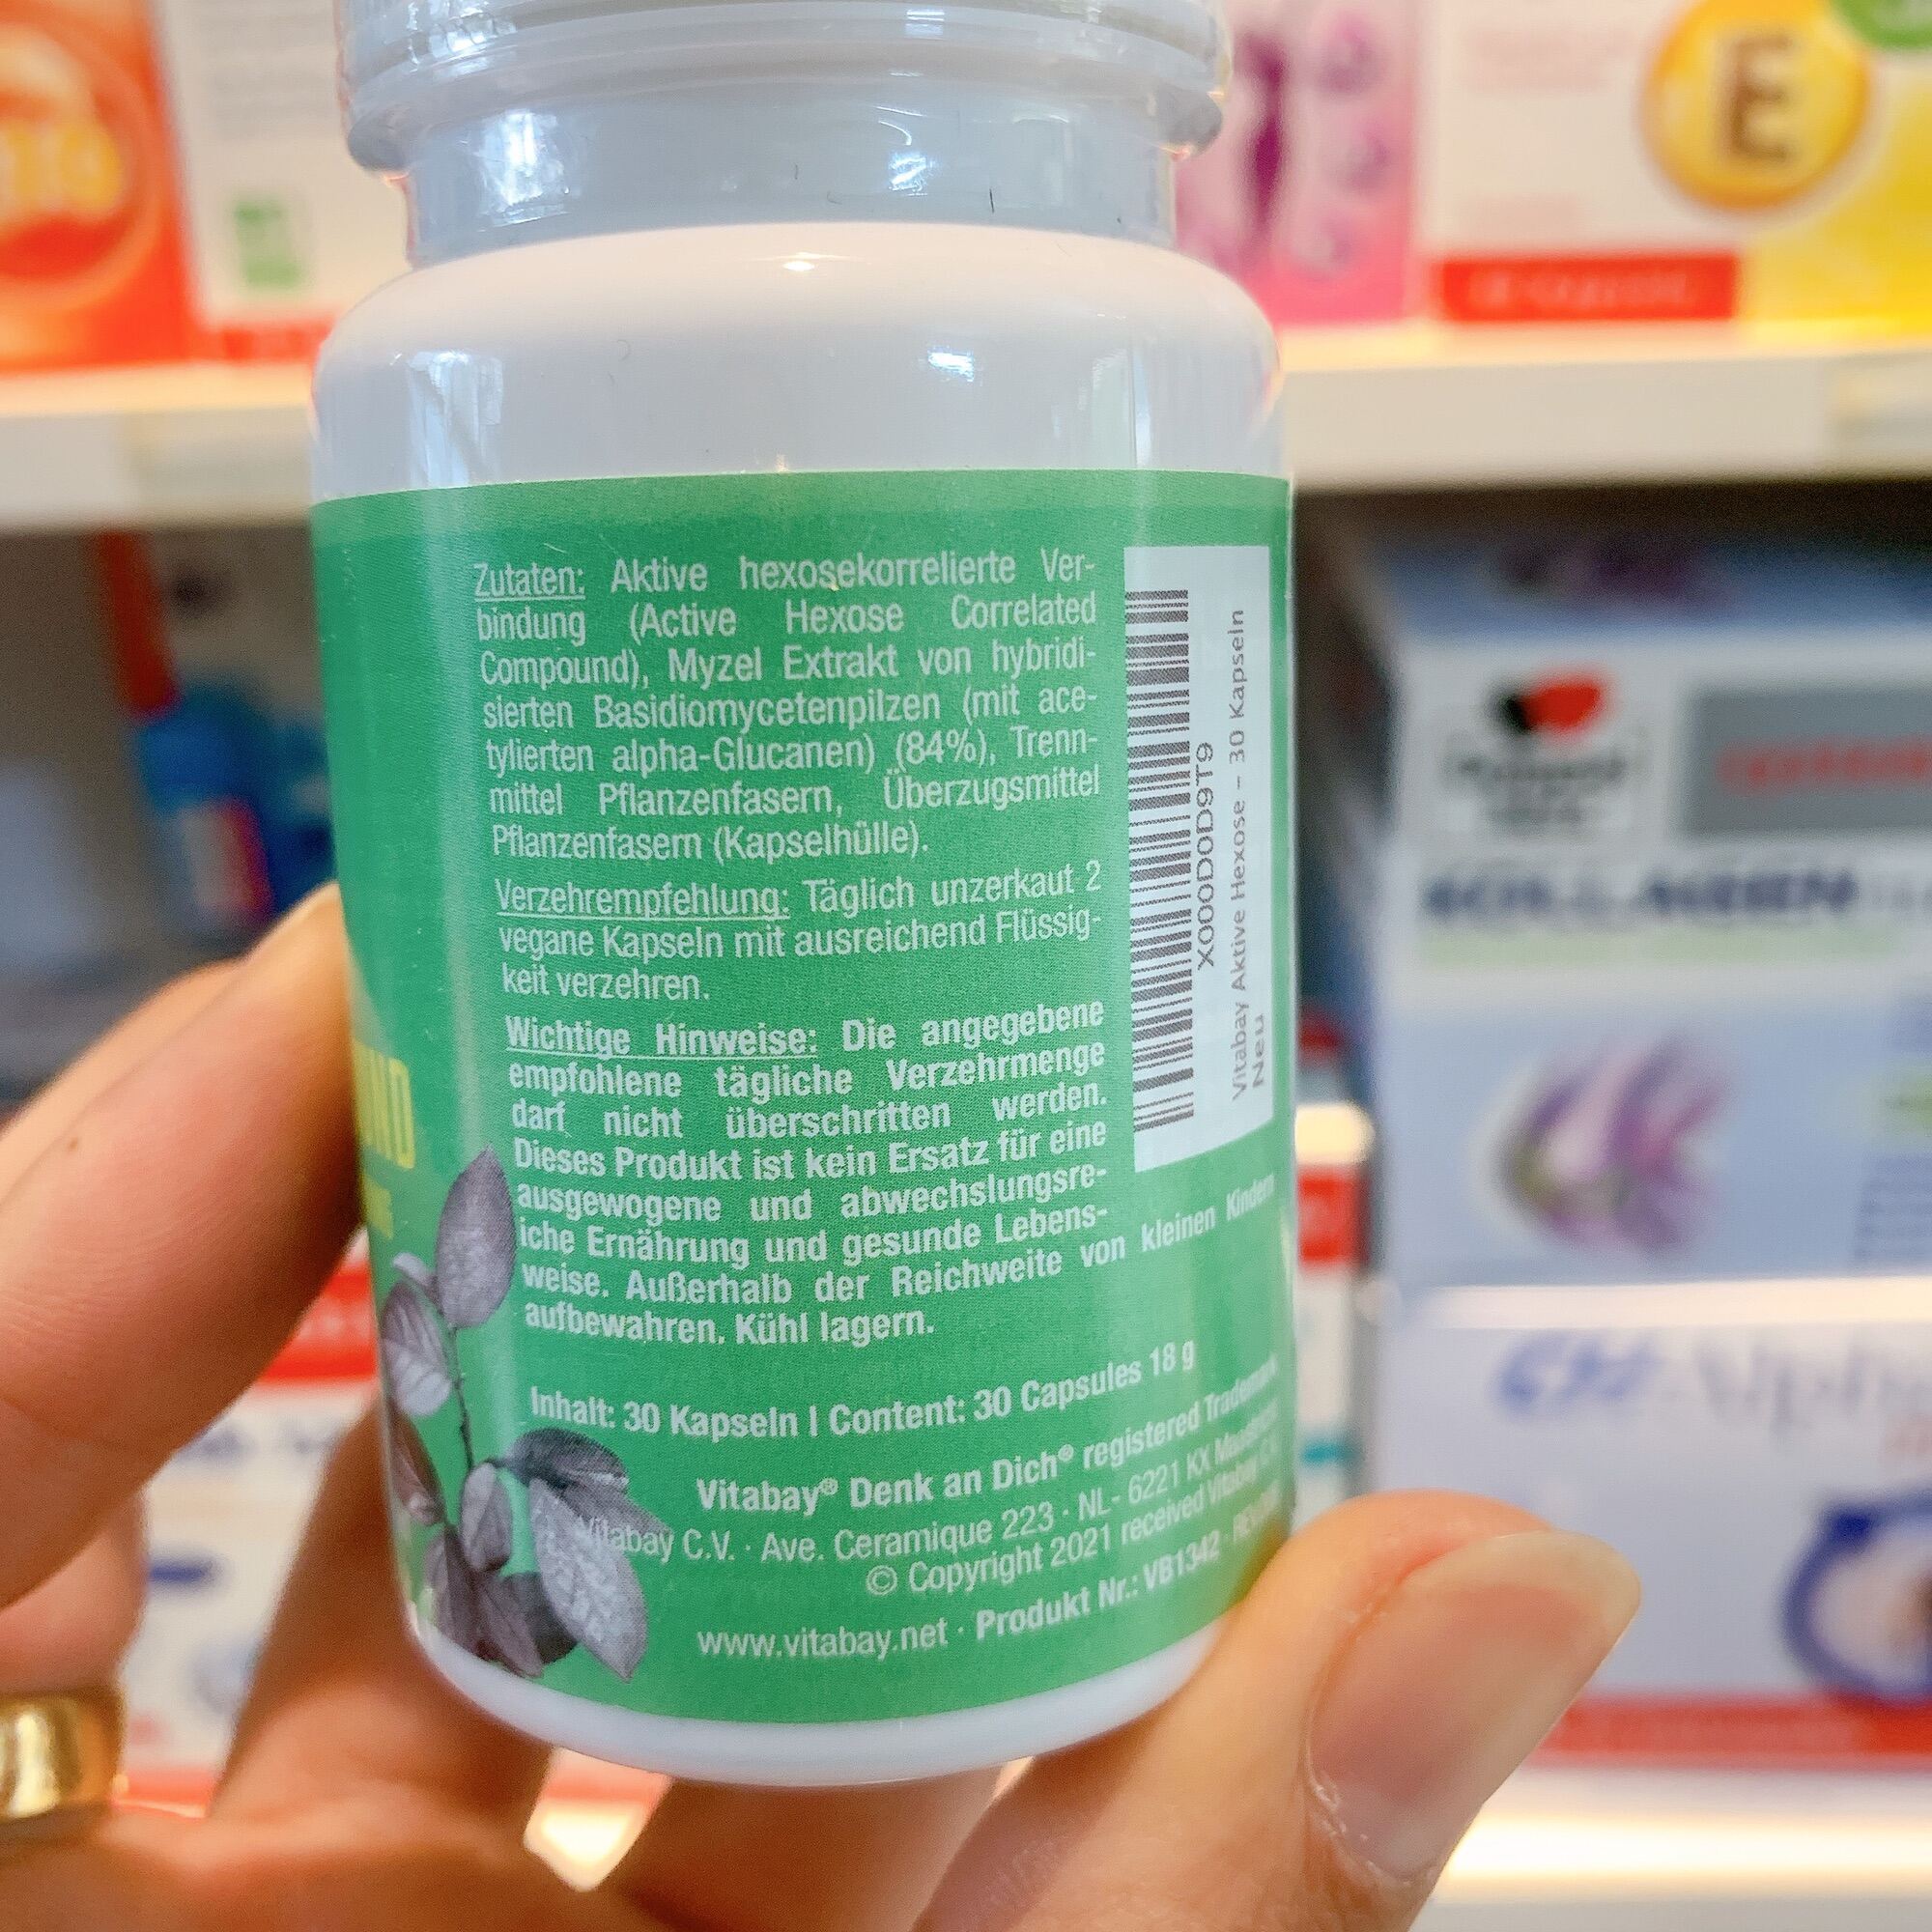 Zutaten: Aktive hexosekorrelierte Ver-
bindung (Active Hexose Correlated
Compound), Myzel Extrakt von hybridi-
sierten Basidiomycetenpilzen (mit ace-
tylierten alpha-Glucanen) (84%), Trenn-
mittel Pflanzenfasern, Überzugsmittel
Pflanzenfasern (Kapselhülle).
Verzehrempfehlung: Täglich unzerkaut 2
vegane Kapseln mit ausreichend Flüssig-
keit verzehren.
Wichtige Hinweise: Die angegebene
empfohlene tägliche Verzehrmenge
darf nicht überschritten werden.
Dieses Produkt ist kein Ersatz für eine
ausgewogene und abwechslungsre-
iche Ernährung und gesunde Lebens-
weise. Außerhalb der Reichweite von kleinen Kindern
aufbewahren. Kühl lagern.
Inhalt: 30 Kapseln | Content: 30 Capsules 18 g
Vitabay® Denk an Dich® registered Trademark
Vitabay C.V. · Ave. Ceramique 223 · NL- 6221 KX Maastricht
© Copyright 2021 received Vitabay C.V.
www.vitabay.net · Produkt Nr.: VB1342 ·
X000D0D9T9
Vitabay Aktive Hexose – 30 Kapseln
Neu
E
KOLLAGEN
CH-Alpha